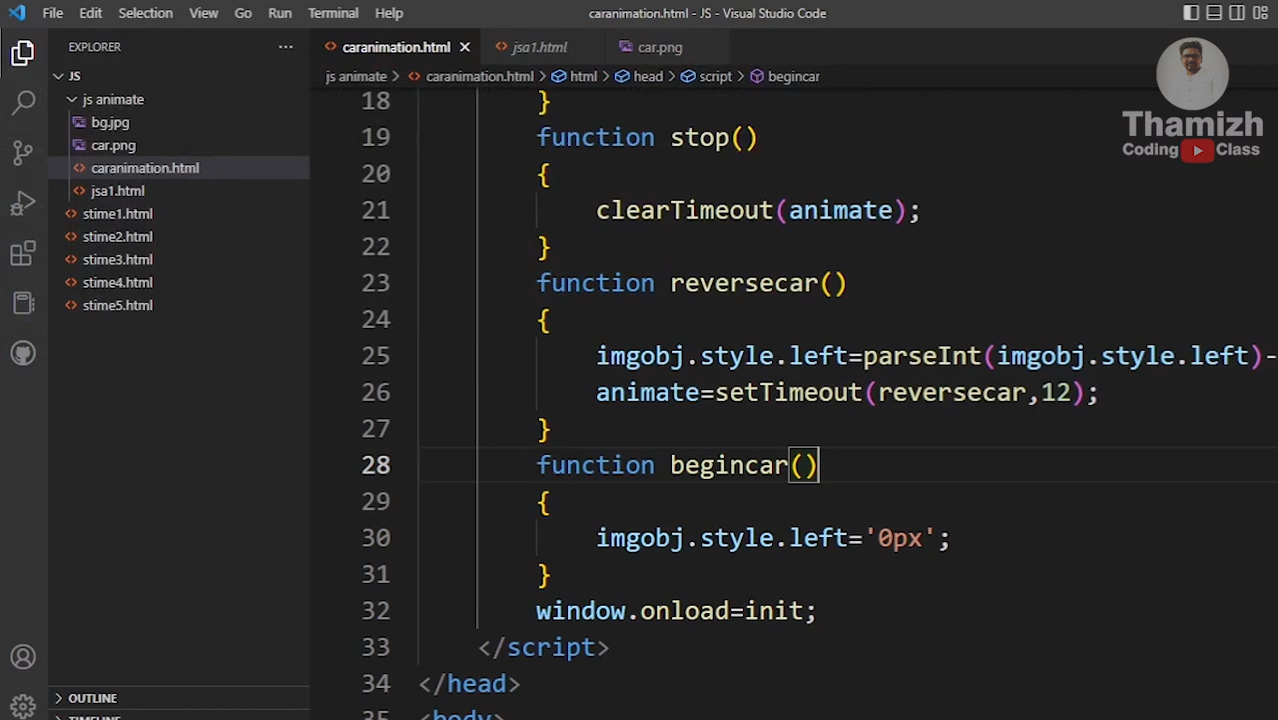 File Edit Selection View Go Run Terminal Help
caranimation.html - JS - Visual Studio Code
EXPLORER
JS
js animate
bg.jpg
car.png
caranimation.html
jsa1.html
stime1.html
stime2.html
stime3.html
stime4.html
stime5.html
OUTLINE
TIMELINE
caranimation.html jsa1.html car.png
js animate > caranimation.html > html > head > script > begincar
Thamizh
Coding Class
18 }
19 function stop()
20 {
21 clearTimeout(animate);
22 }
23 function reversecar()
24 {
25 imgobj.style.left=parseInt(imgobj.style.left)-
26 animate=setTimeout(reversecar,12);
27 }
28 function begincar()
29 {
30 imgobj.style.left='0px';
31 }
32 window.onload=init;
33 </script>
34 </head>
35 <body>